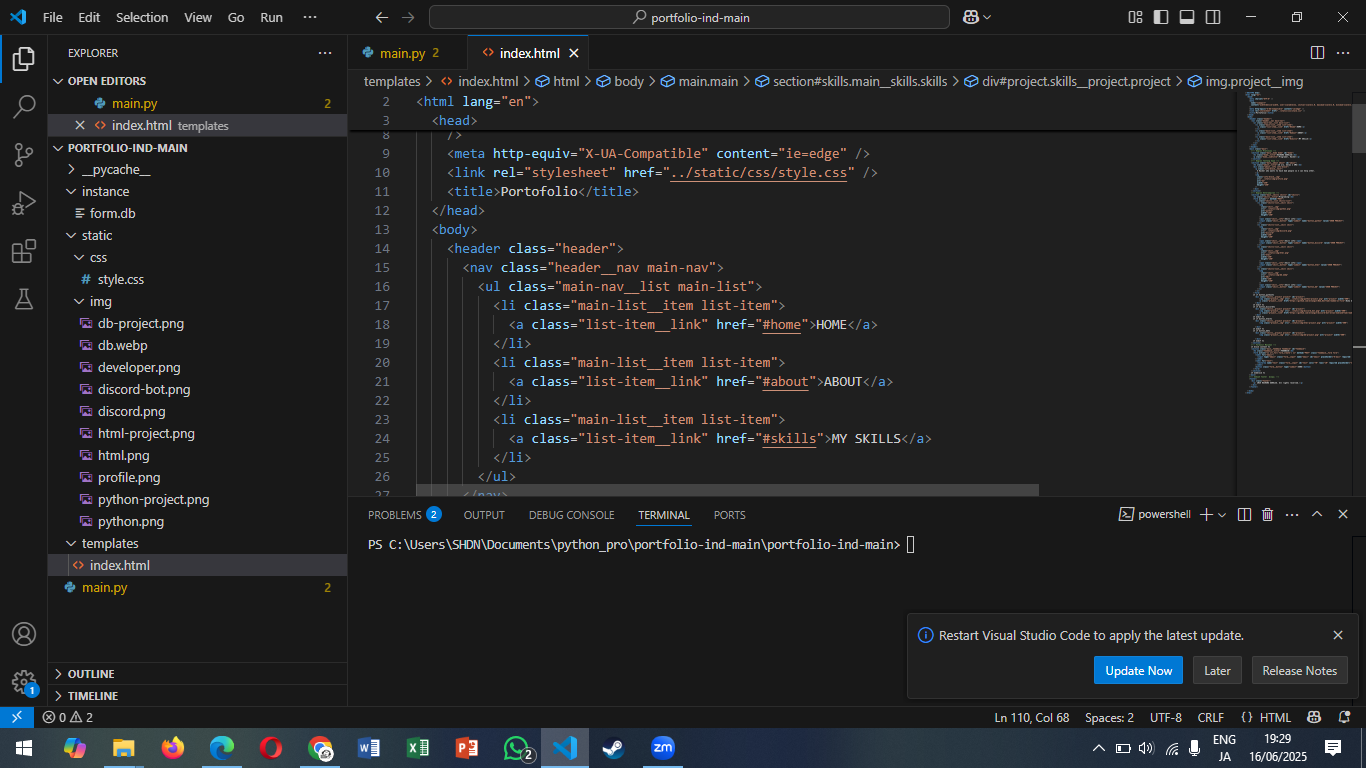 File Edit Selection View Go Run ··· portfolio-ind-main
EXPLORER ···
OPEN EDITORS
main.py 2
index.html templates
PORTFOLIO-IND-MAIN
__pycache__
instance
form.db
static
css
style.css
img
db-project.png
db.webp
developer.png
discord-bot.png
discord.png
html-project.png
html.png
profile.png
python-project.png
python.png
templates
index.html
main.py 2
OUTLINE
TIMELINE
main.py 2 index.html
templates > index.html > html > body > main.main > section#skills.main__skills.skills > div#project.skills__project.project > img.project__img
2 <html lang="en">
3 <head>
8 />
9 <meta http-equiv="X-UA-Compatible" content="ie=edge" />
10 <link rel="stylesheet" href="../static/css/style.css" />
11 <title>Portofolio</title>
12 </head>
13 <body>
14 <header class="header">
15 <nav class="header__nav main-nav">
16 <ul class="main-nav__list main-list">
17 <li class="main-list__item list-item">
18 <a class="list-item__link" href="#home">HOME</a>
19 </li>
20 <li class="main-list__item list-item">
21 <a class="list-item__link" href="#about">ABOUT</a>
22 </li>
23 <li class="main-list__item list-item">
24 <a class="list-item__link" href="#skills">MY SKILLS</a>
25 </li>
26 </ul>
27 </nav>
PROBLEMS 2 OUTPUT DEBUG CONSOLE TERMINAL PORTS powershell
PS C:\Users\SHDN\Documents\python_pro\portfolio-ind-main\portfolio-ind-main>
Restart Visual Studio Code to apply the latest update.
Update Now Later Release Notes
1
0 2 Ln 110, Col 68 Spaces: 2 UTF-8 CRLF {} HTML
2 zm ENG 19:29
JA 16/06/2025